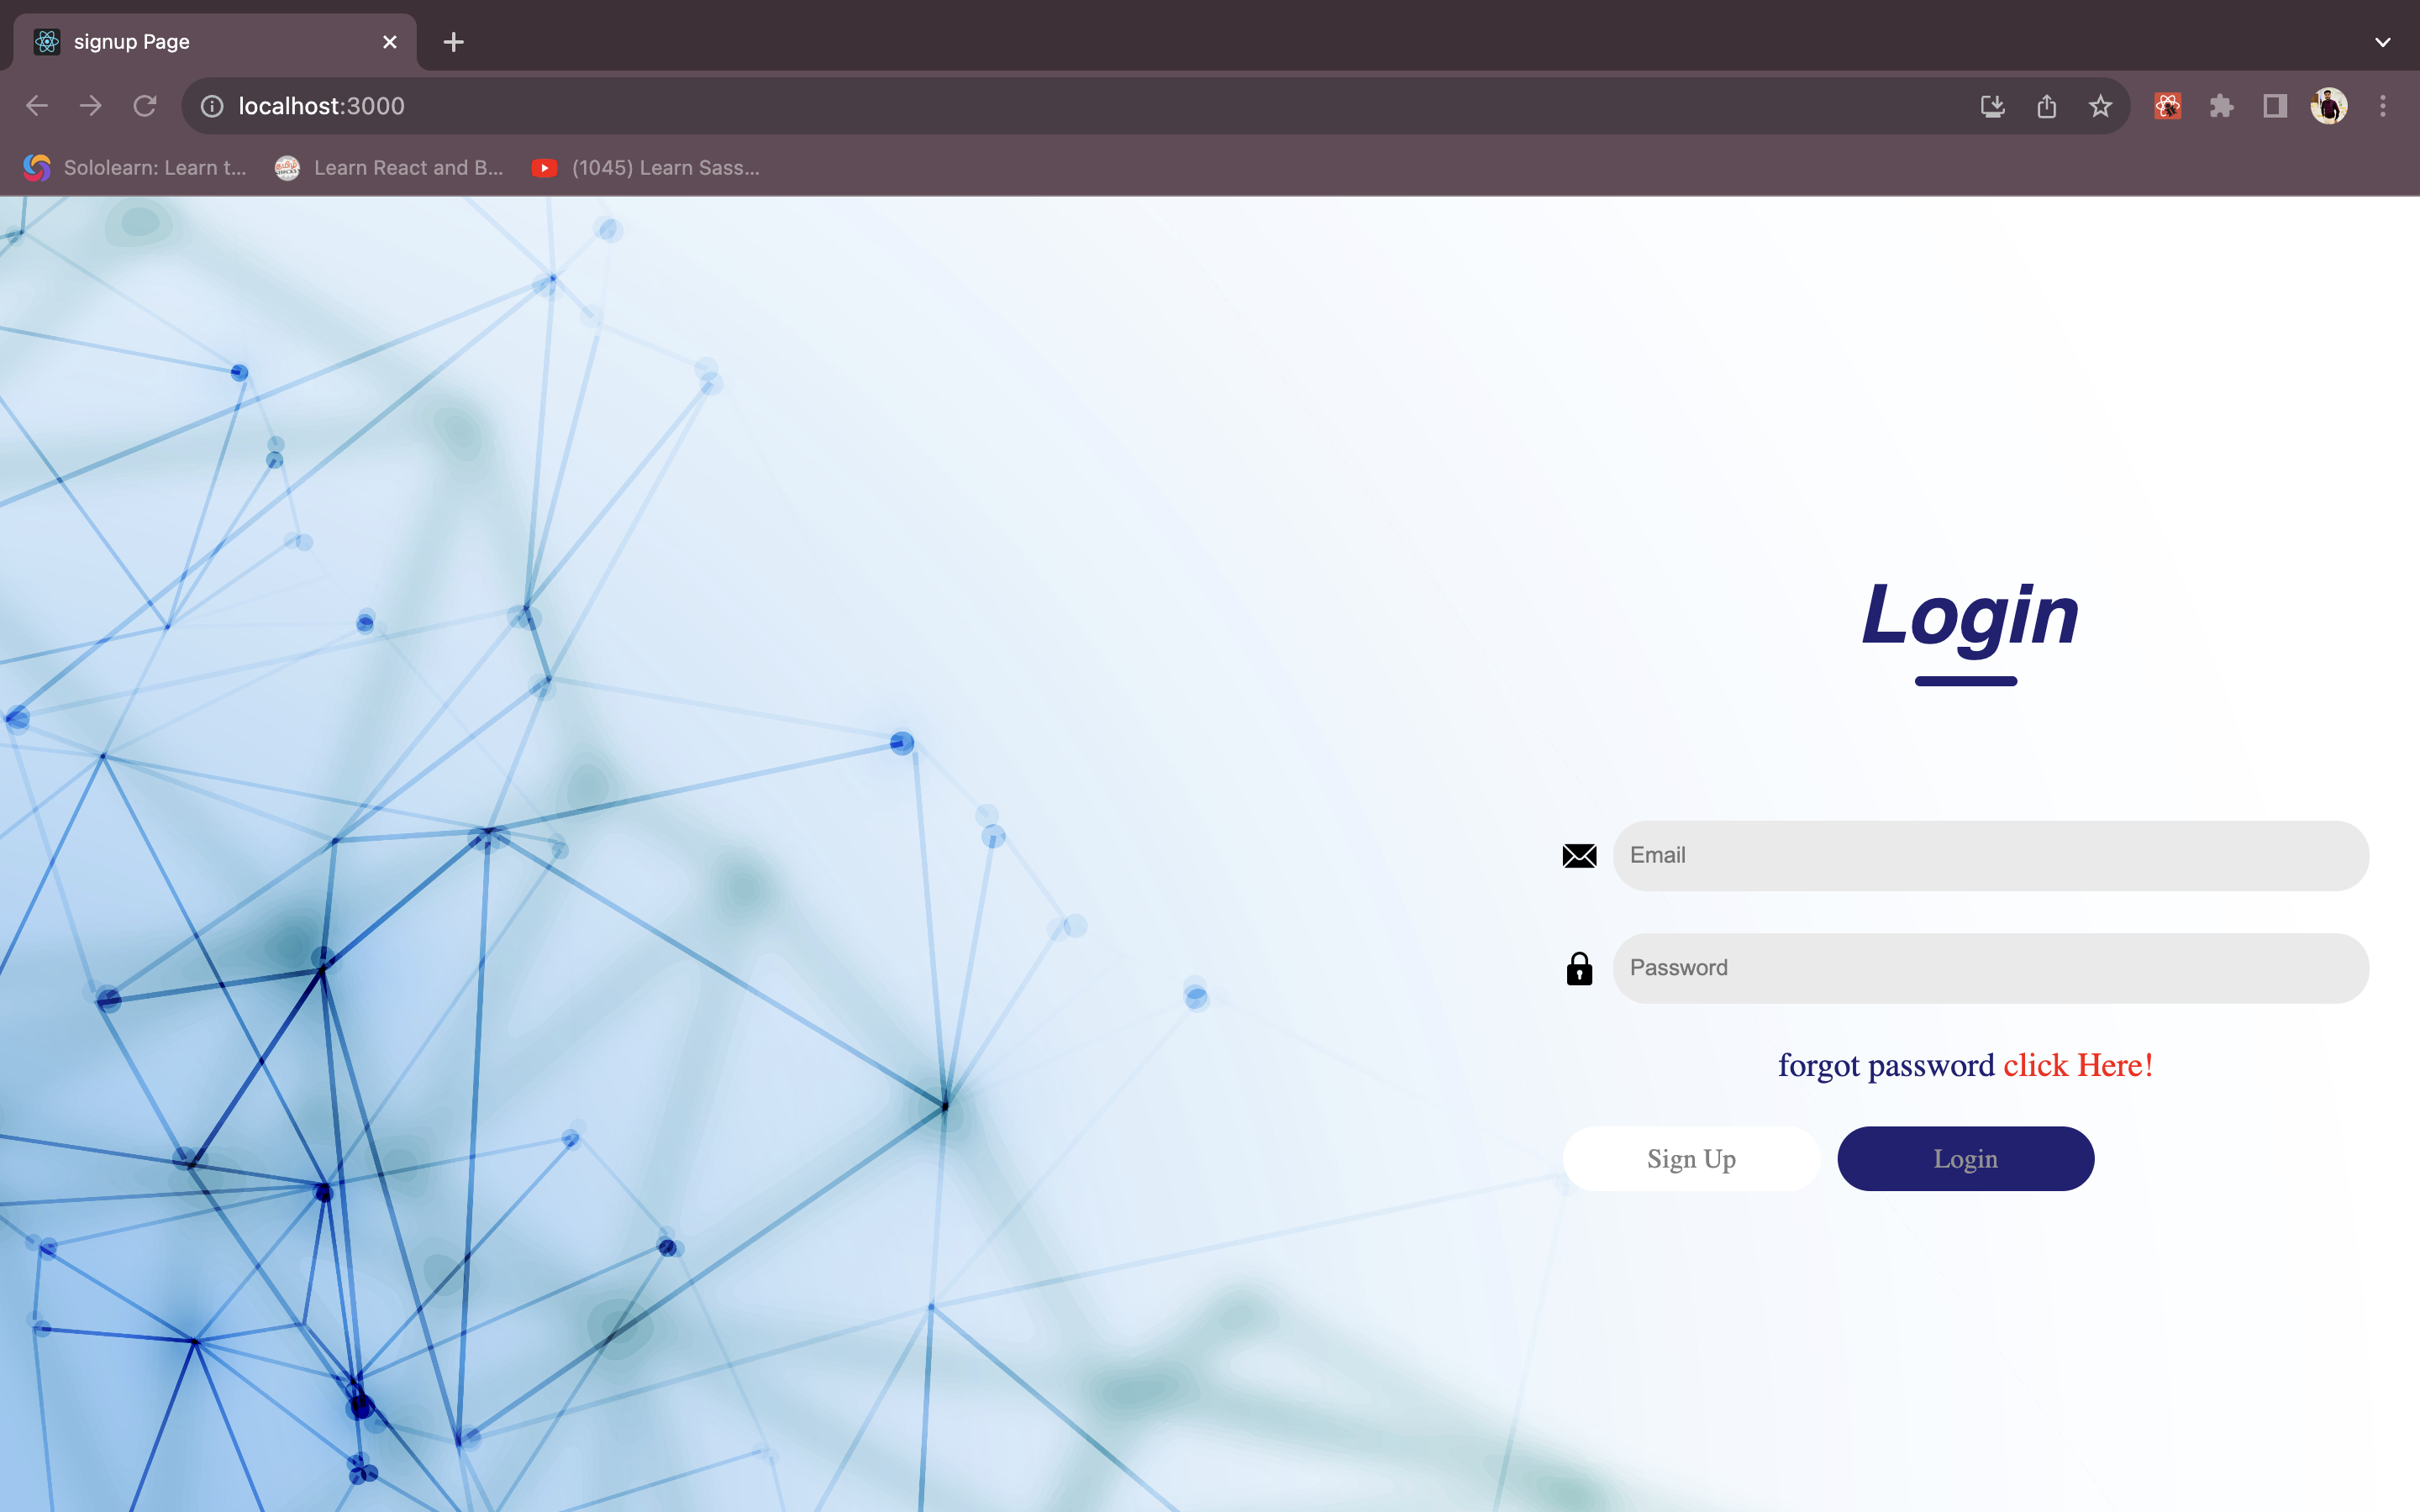 signup Page
localhost:3000
Sololearn: Learn t...
Learn React and B...
(1045) Learn Sass...
Login
Email
Password
forgot password click Here!
Sign Up
Login